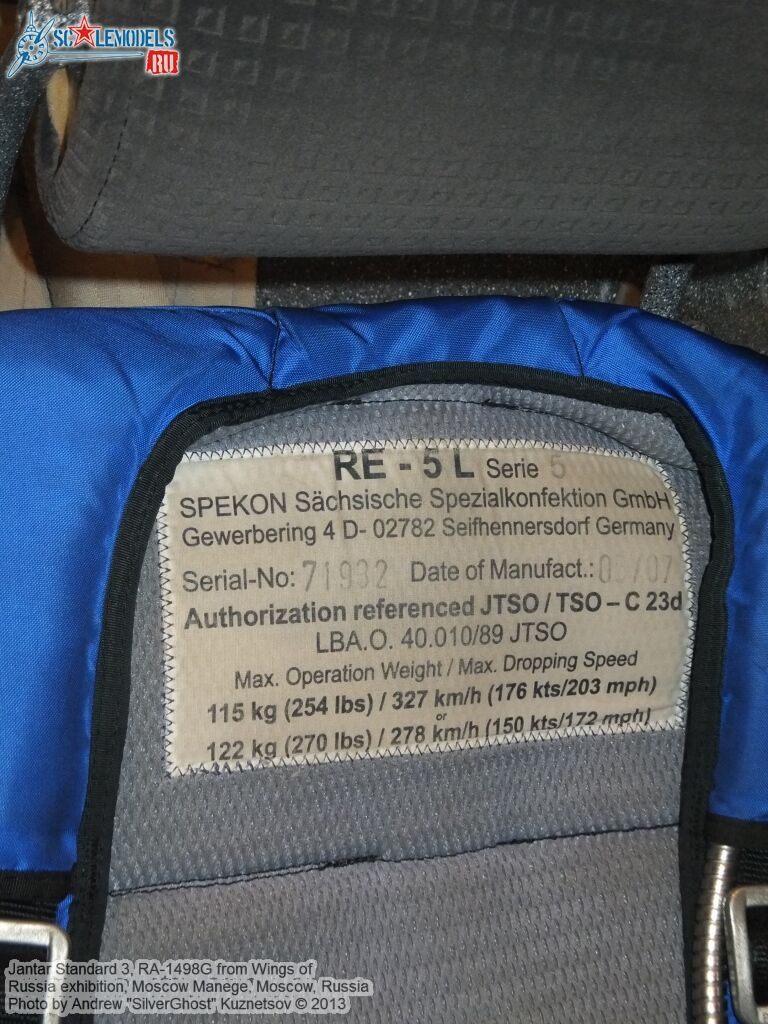 SCALEMODELS
RU
RE - 5 L Serie 5
SPEKON Sächsische Spezialkonfektion GmbH
Gewerbering 4 D- 02782 Seifhennersdorf Germany
Serial-No: 71932 Date of Manufact.: 05/07
Authorization referenced JTSO / TSO – C 23d
LBA.O. 40.010/89 JTSO
Max. Operation Weight / Max. Dropping Speed
115 kg (254 lbs) / 327 km/h (176 kts/203 mph)
or
122 kg (270 lbs) / 278 km/h (150 kts/172 mph)
Jantar Standard 3, RA-1498G from Wings of
Russia exhibition, Moscow Manege, Moscow, Russia
Photo by Andrew "SilverGhost" Kuznetsov © 2013